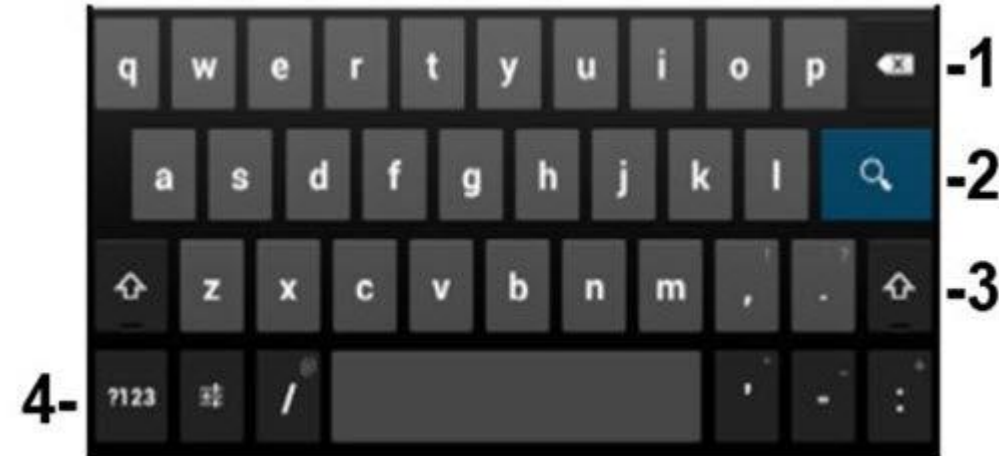 q w e r t y u i o p -1
a s d f g h j k l -2
z x c v b n m , ! . ? -3
4- ?123 / @ ' - _ :